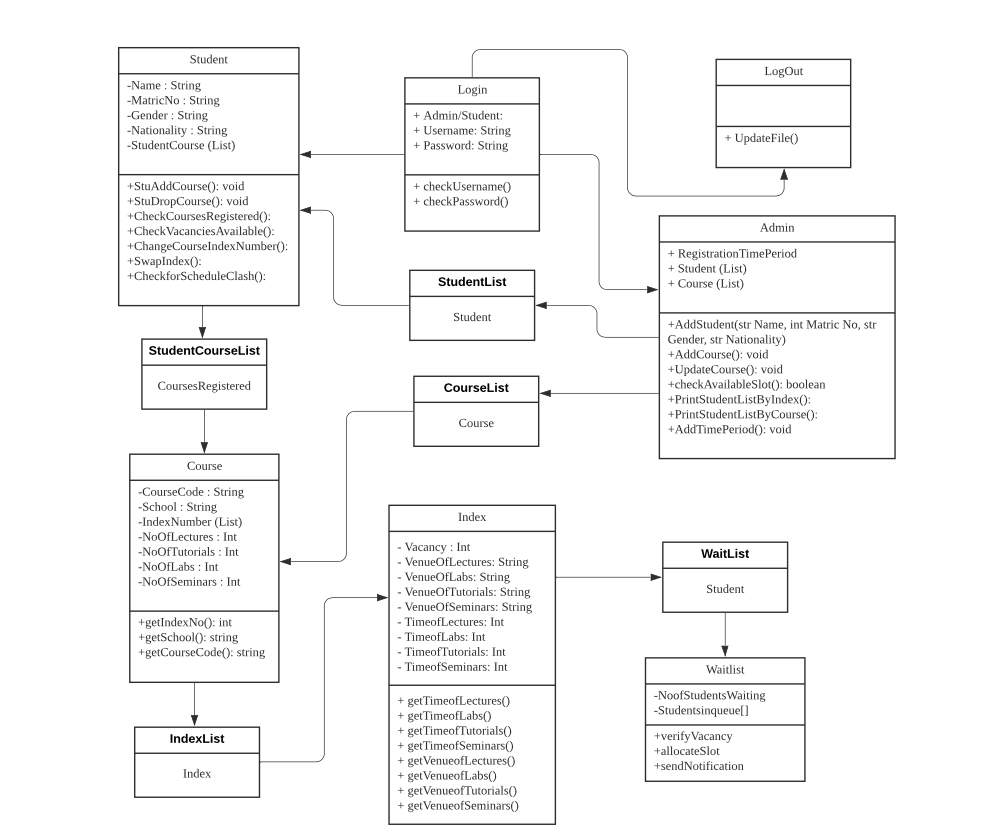 Student
-Name : String
-MatricNo : String
-Gender : String
-Nationality : String
-StudentCourse (List)
+StuAddCourse(): void
+StuDropCourse(): void
+CheckCoursesRegistered():
+CheckVacanciesAvailable():
+ChangeCourseIndexNumber():
+SwapIndex():
+CheckforScheduleClash():
Login
+ Admin/Student:
+ Username: String
+ Password: String
+ checkUsername()
+ checkPassword()
LogOut
+ UpdateFile()
Admin
+ RegistrationTimePeriod
+ Student (List)
+ Course (List)
+AddStudent(str Name, int Matric No, str
Gender, str Nationality)
+AddCourse(): void
+UpdateCourse(): void
+checkAvailableSlot(): boolean
+PrintStudentListByIndex():
+PrintStudentListByCourse():
+AddTimePeriod(): void
StudentList
Student
StudentCourseList
CoursesRegistered
CourseList
Course
Course
-CourseCode : String
-School : String
-IndexNumber (List)
-NoOfLectures : Int
-NoOfTutorials : Int
-NoOfLabs : Int
-NoOfSeminars : Int
+getIndexNo(): int
+getSchool(): string
+getCourseCode(): string
IndexList
Index
Index
- Vacancy : Int
- VenueOfLectures: String
- VenueOfLabs: String
- VenueOfTutorials: String
- VenueOfSeminars: String
- TimeofLectures: Int
- TimeofLabs: Int
- TimeofTutorials: Int
- TimeofSeminars: Int
+ getTimeofLectures()
+ getTimeofLabs()
+ getTimeofTutorials()
+ getTimeofSeminars()
+ getVenueofLectures()
+ getVenueofLabs()
+ getVenueofTutorials()
+ getVenueofSeminars()
WaitList
Student
Waitlist
-NoofStudentsWaiting
-Studentsinqueue[]
+verifyVacancy
+allocateSlot
+sendNotification